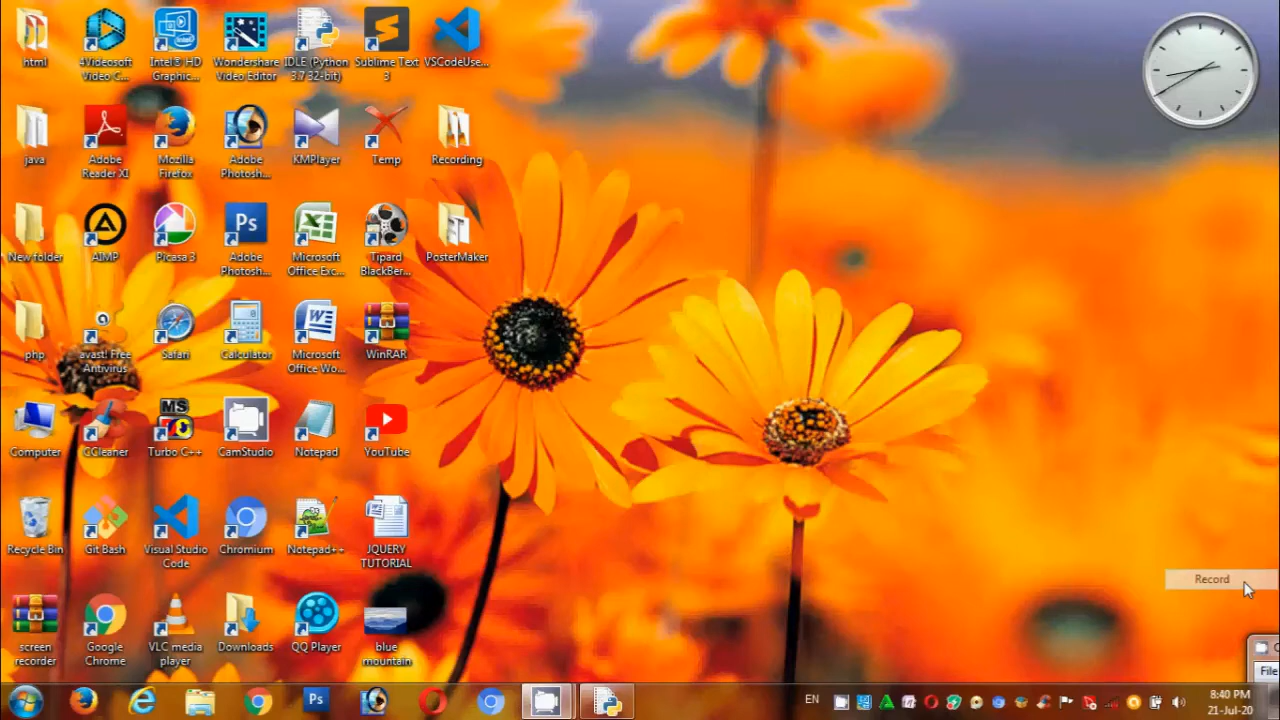 html
4Videosoft
Video C...
Intel® HD
Graphic...
Wondershare
Video Editor
IDLE (Python
3.7 32-bit)
Sublime Text
3
VSCodeUse...
java
Adobe
Reader XI
Mozilla
Firefox
Adobe
Photosh...
KMPlayer
Temp
Recording
New folder
AIMP
Picasa 3
Ps
Adobe
Photosh...
Microsoft
Office Exc...
Tipard
BlackBer...
PosterMaker
php
avast! Free
Antivirus
Safari
Calculator
Microsoft
Office Wo...
WinRAR
Computer
CCleaner
MS
Turbo C++
CamStudio
Notepad
YouTube
Recycle Bin
Git Bash
Visual Studio
Code
Chromium
Notepad++
JQUERY
TUTORIAL
Record
screen
recorder
Google
Chrome
VLC media
player
Downloads
QQ Player
blue
mountain
File
Ps
EN
8:40 PM
21-Jul-20